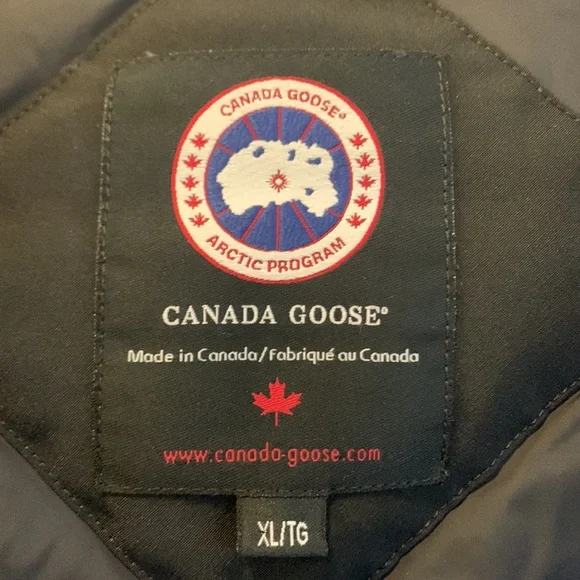 CANADA GOOSE®
ARCTIC PROGRAM
CANADA GOOSE®
Made in Canada/Fabriqué au Canada
www.canada-goose.com
XL/TG